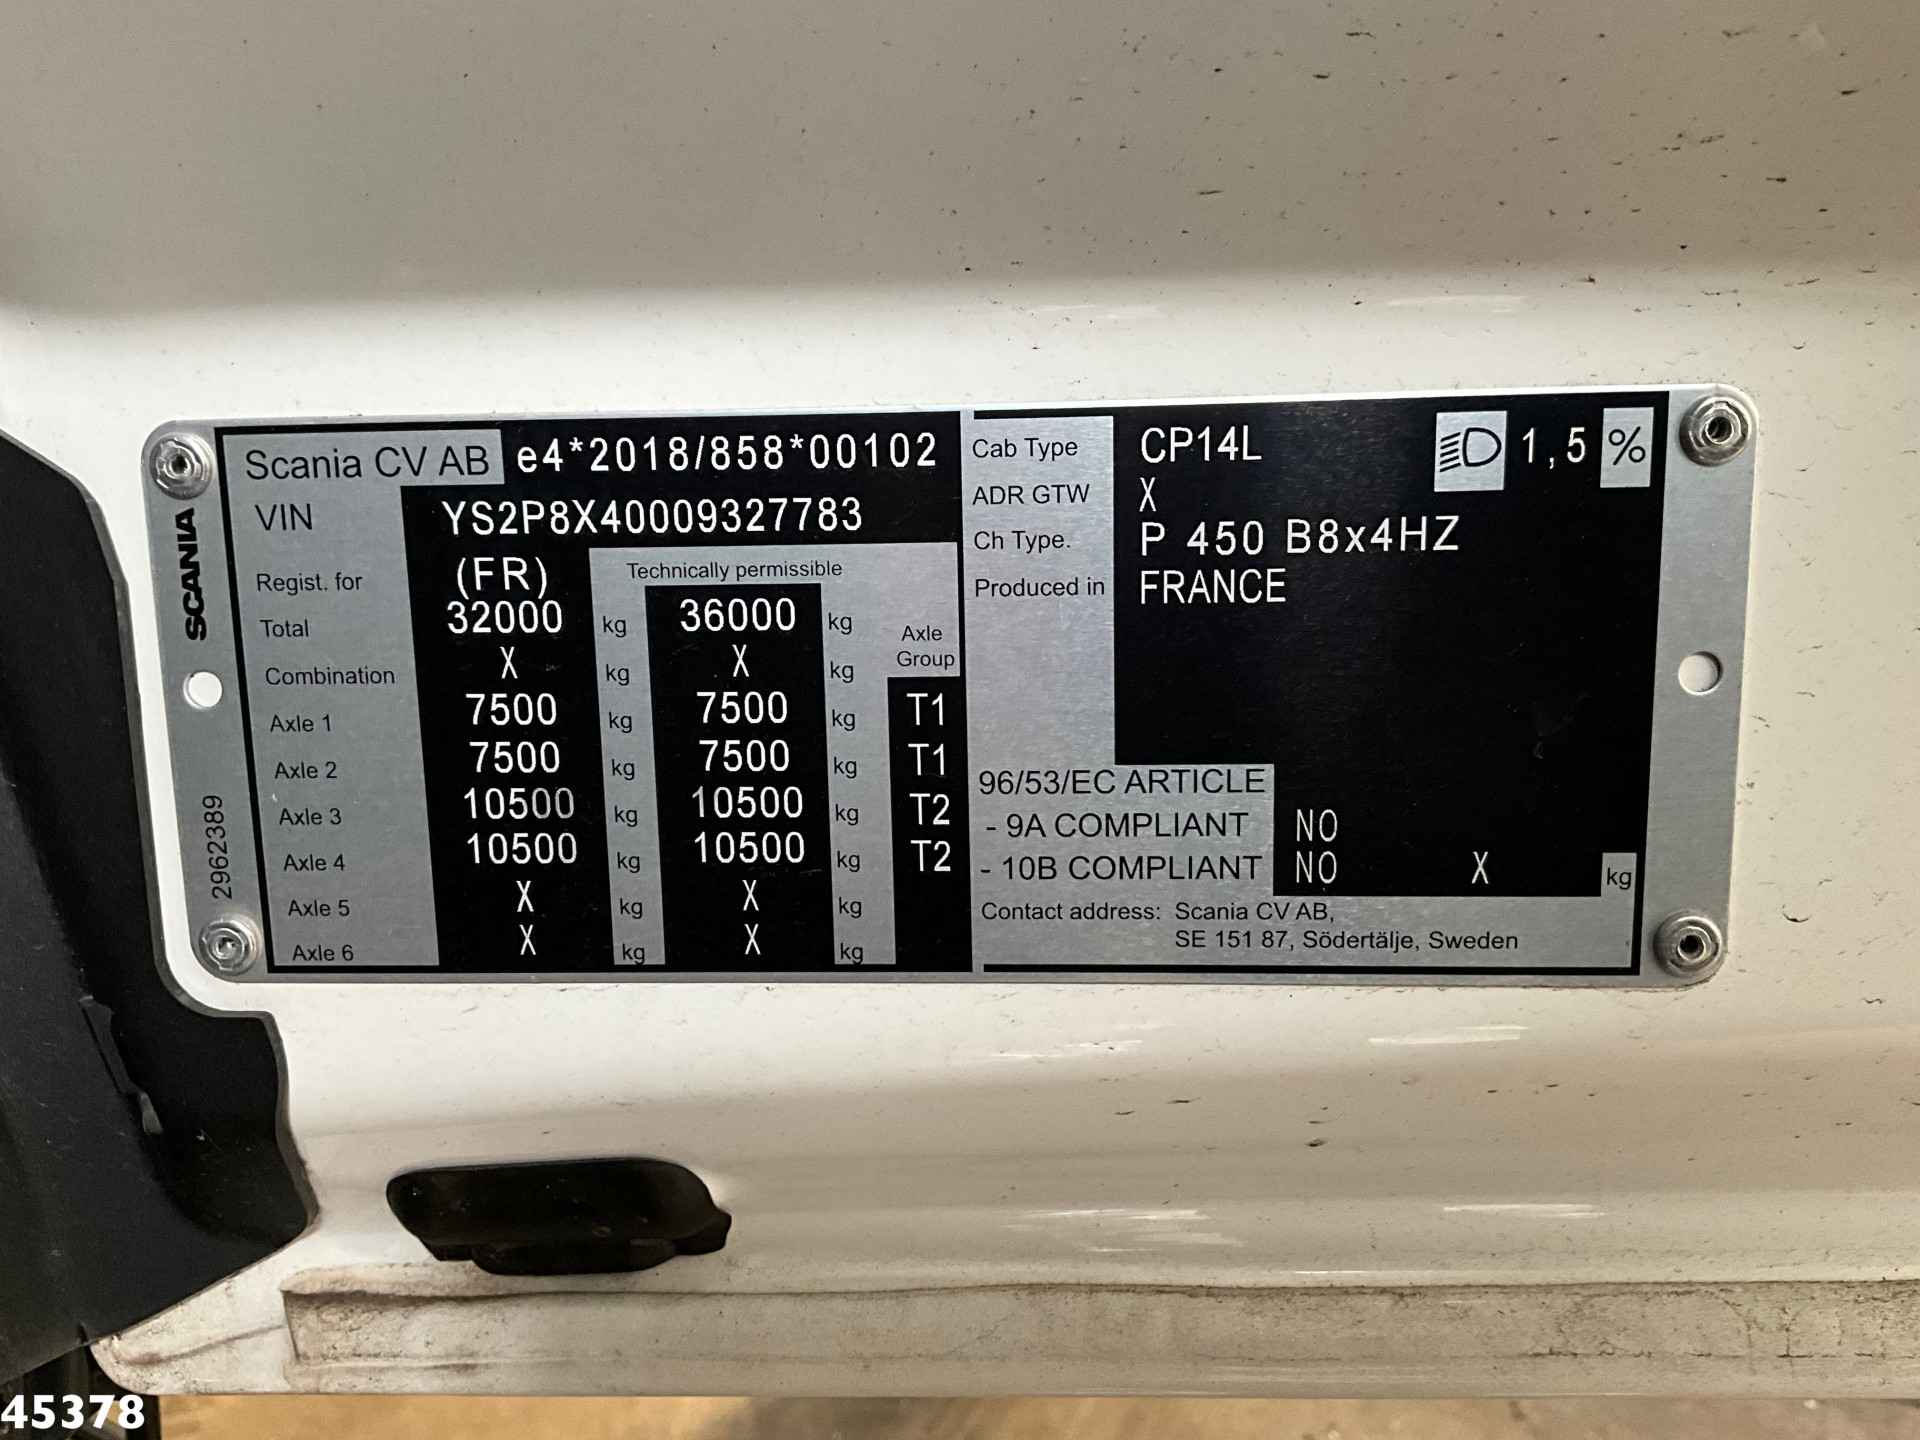 SCANIA
2962389
Scania CV AB e4*2018/858*00102
VIN YS2P8X40009327783
Regist. for (FR) Technically permissible
Total 32000 kg 36000 kg Axle Group
Combination X kg X kg
Axle 1 7500 kg 7500 kg T1
Axle 2 7500 kg 7500 kg T1
Axle 3 10500 kg 10500 kg T2
Axle 4 10500 kg 10500 kg T2
Axle 5 X kg X kg
Axle 6 X kg X kg
Cab Type CP14L 1,5 %
ADR GTW X
Ch Type. P 450 B8x4HZ
Produced in FRANCE
96/53/EC ARTICLE
- 9A COMPLIANT NO
- 10B COMPLIANT NO X kg
Contact address: Scania CV AB,
SE 151 87, Södertälje, Sweden
45378